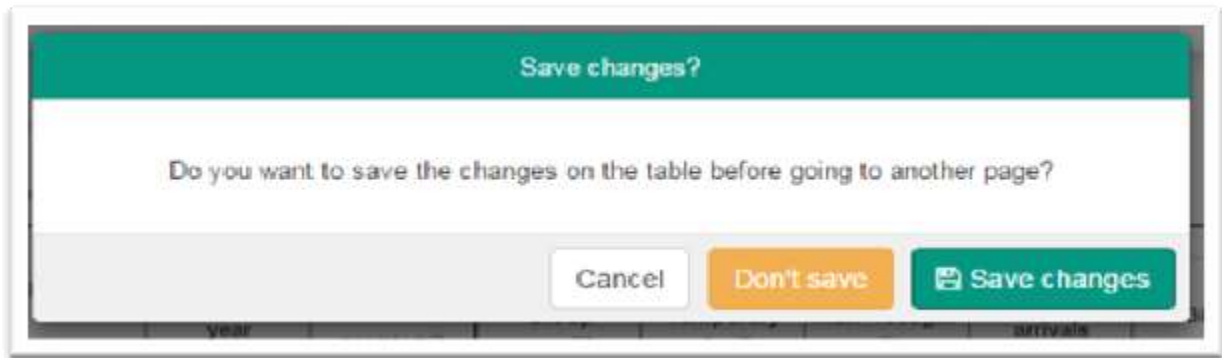 Save changes?
Do you want to save the changes on the table before going to another page?
Cancel Don't save Save changes
year arrivals